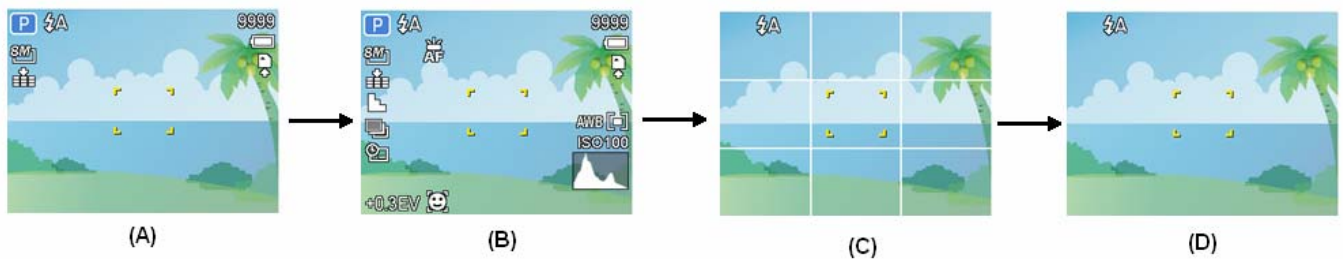 P ⚡A 9999
8M
P ⚡A 9999
8M AF
AWB
ISO100
+0.3EV
⚡A
⚡A
(A) (B) (C) (D)